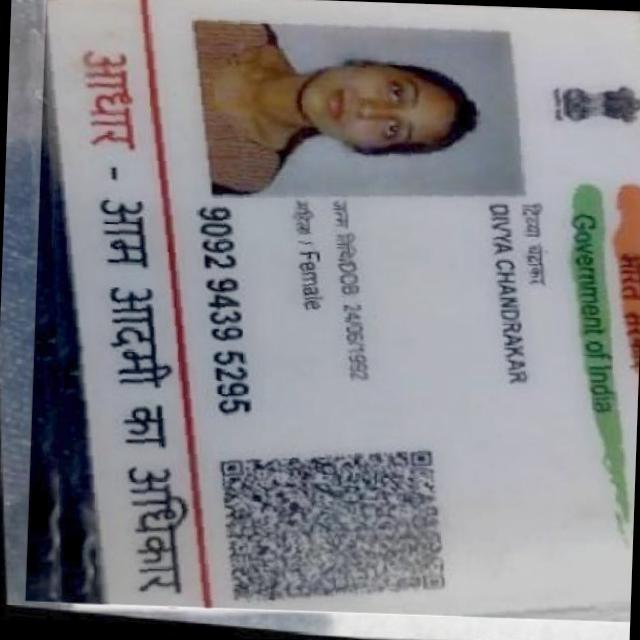 भारत सरकार
Government of India
DIVYA CHANDRAKAR
जन्म तिथि/DOB: 24/06/1992
महिला / Female
9092 9439 5295
आधार - आम आदमी का अधिकार